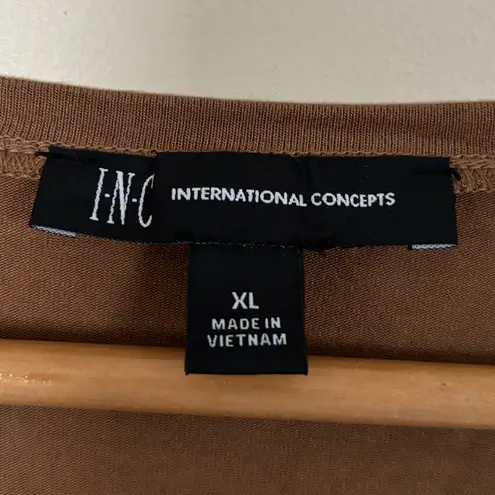 I·N·C INTERNATIONAL CONCEPTS
XL
MADE IN
VIETNAM